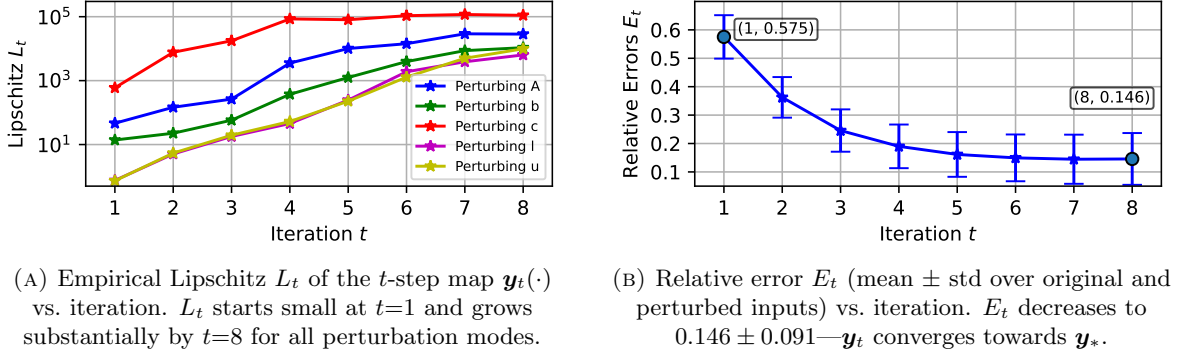 10^5
10^3
10^1
Lipschitz L_t
Perturbing A
Perturbing b
Perturbing c
Perturbing l
Perturbing u
1 2 3 4 5 6 7 8
Iteration t
(A) Empirical Lipschitz L_t of the t-step map y_t(·)
vs. iteration. L_t starts small at t=1 and grows
substantially by t=8 for all perturbation modes.
0.6
0.5
0.4
0.3
0.2
0.1
Relative Errors E_t
(1, 0.575)
(8, 0.146)
1 2 3 4 5 6 7 8
Iteration t
(B) Relative error E_t (mean ± std over original and
perturbed inputs) vs. iteration. E_t decreases to
0.146 ± 0.091—y_t converges towards y_*.